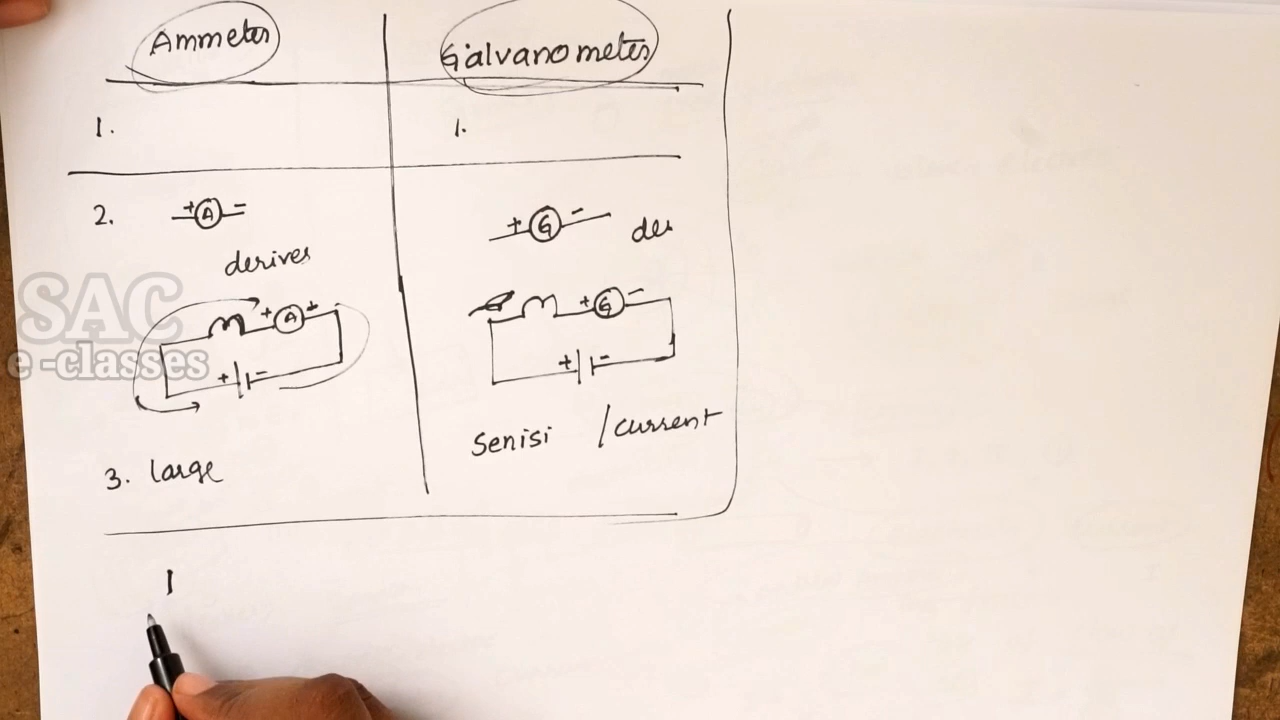 Ammeter Galvanometer
1. 1.
2. + A - + G - des
derives
+ A + + G -
+ - + -
SAC
e-classes
Senisi / current
3. large
I